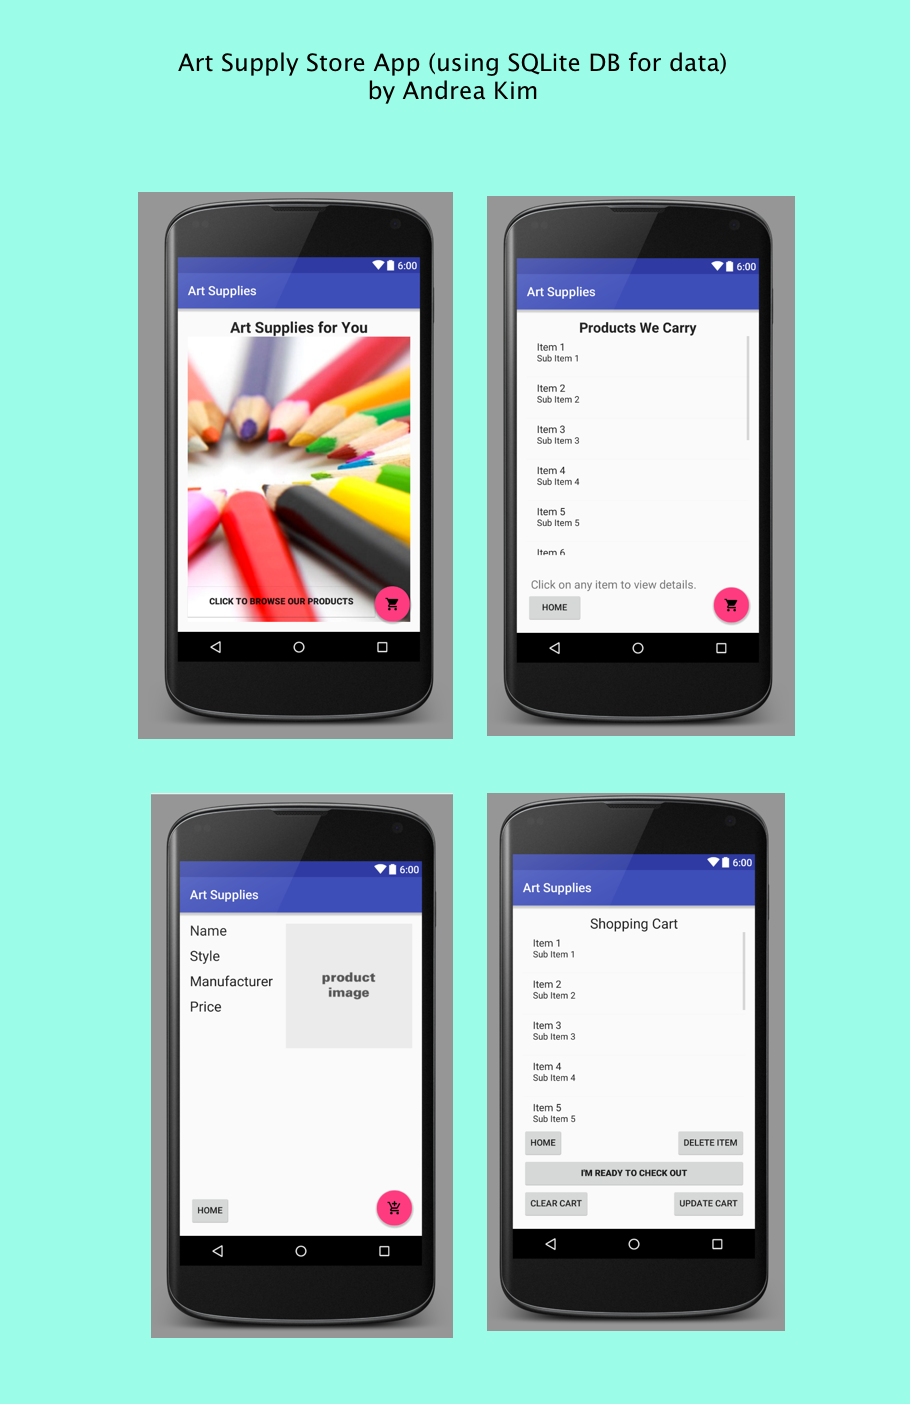 Art Supply Store App (using SQLite DB for data)
by Andrea Kim
6:00
Art Supplies
Art Supplies for You
CLICK TO BROWSE OUR PRODUCTS
6:00
Art Supplies
Products We Carry
Item 1
Sub Item 1
Item 2
Sub Item 2
Item 3
Sub Item 3
Item 4
Sub Item 4
Item 5
Sub Item 5
Item 6
Click on any item to view details.
HOME
6:00
Art Supplies
Name
Style
Manufacturer
Price
product
image
HOME
6:00
Art Supplies
Shopping Cart
Item 1
Sub Item 1
Item 2
Sub Item 2
Item 3
Sub Item 3
Item 4
Sub Item 4
Item 5
Sub Item 5
HOME
DELETE ITEM
I'M READY TO CHECK OUT
CLEAR CART
UPDATE CART